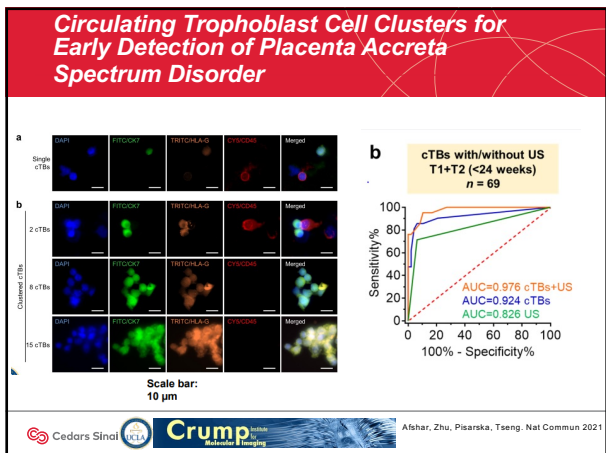 Circulating Trophoblast Cell Clusters for
Early Detection of Placenta Accreta
Spectrum Disorder
a
DAPI FITC/CK7 TRITC/HLA-G CY5/CD45 Merged
Single
cTBs
b
DAPI FITC/CK7 TRITC/HLA-G CY5/CD45 Merged
2 cTBs
Clustered cTBs
DAPI FITC/CK7 TRITC/HLA-G CY5/CD45 Merged
8 cTBs
DAPI FITC/CK7 TRITC/HLA-G CY5/CD45 Merged
15 cTBs
Scale bar:
10 µm
b
cTBs with/without US
T1+T2 (<24 weeks)
n = 69
Sensitivity%
100
80
60
40
20
0
AUC=0.976 cTBs+US
AUC=0.924 cTBs
AUC=0.826 US
0 20 40 60 80 100
100% - Specificity%
Cedars Sinai
UCLA
Crump Institute
for
Molecular Imaging
Afshar, Zhu, Pisarska, Tseng. Nat Commun 2021